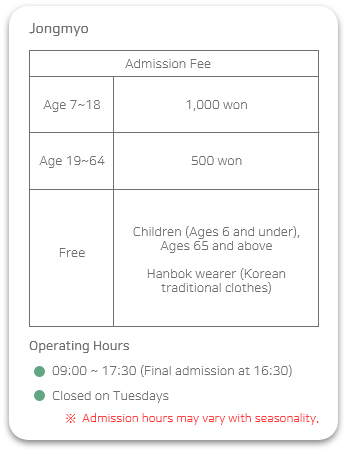 Jongmyo
Admission Fee
Age 7~18
1,000 won
Age 19~64
500 won
Free
Children (Ages 6 and under),
Ages 65 and above
Hanbok wearer (Korean
traditional clothes)
Operating Hours
09:00 ~ 17:30 (Final admission at 16:30)
Closed on Tuesdays
※ Admission hours may vary with seasonality.